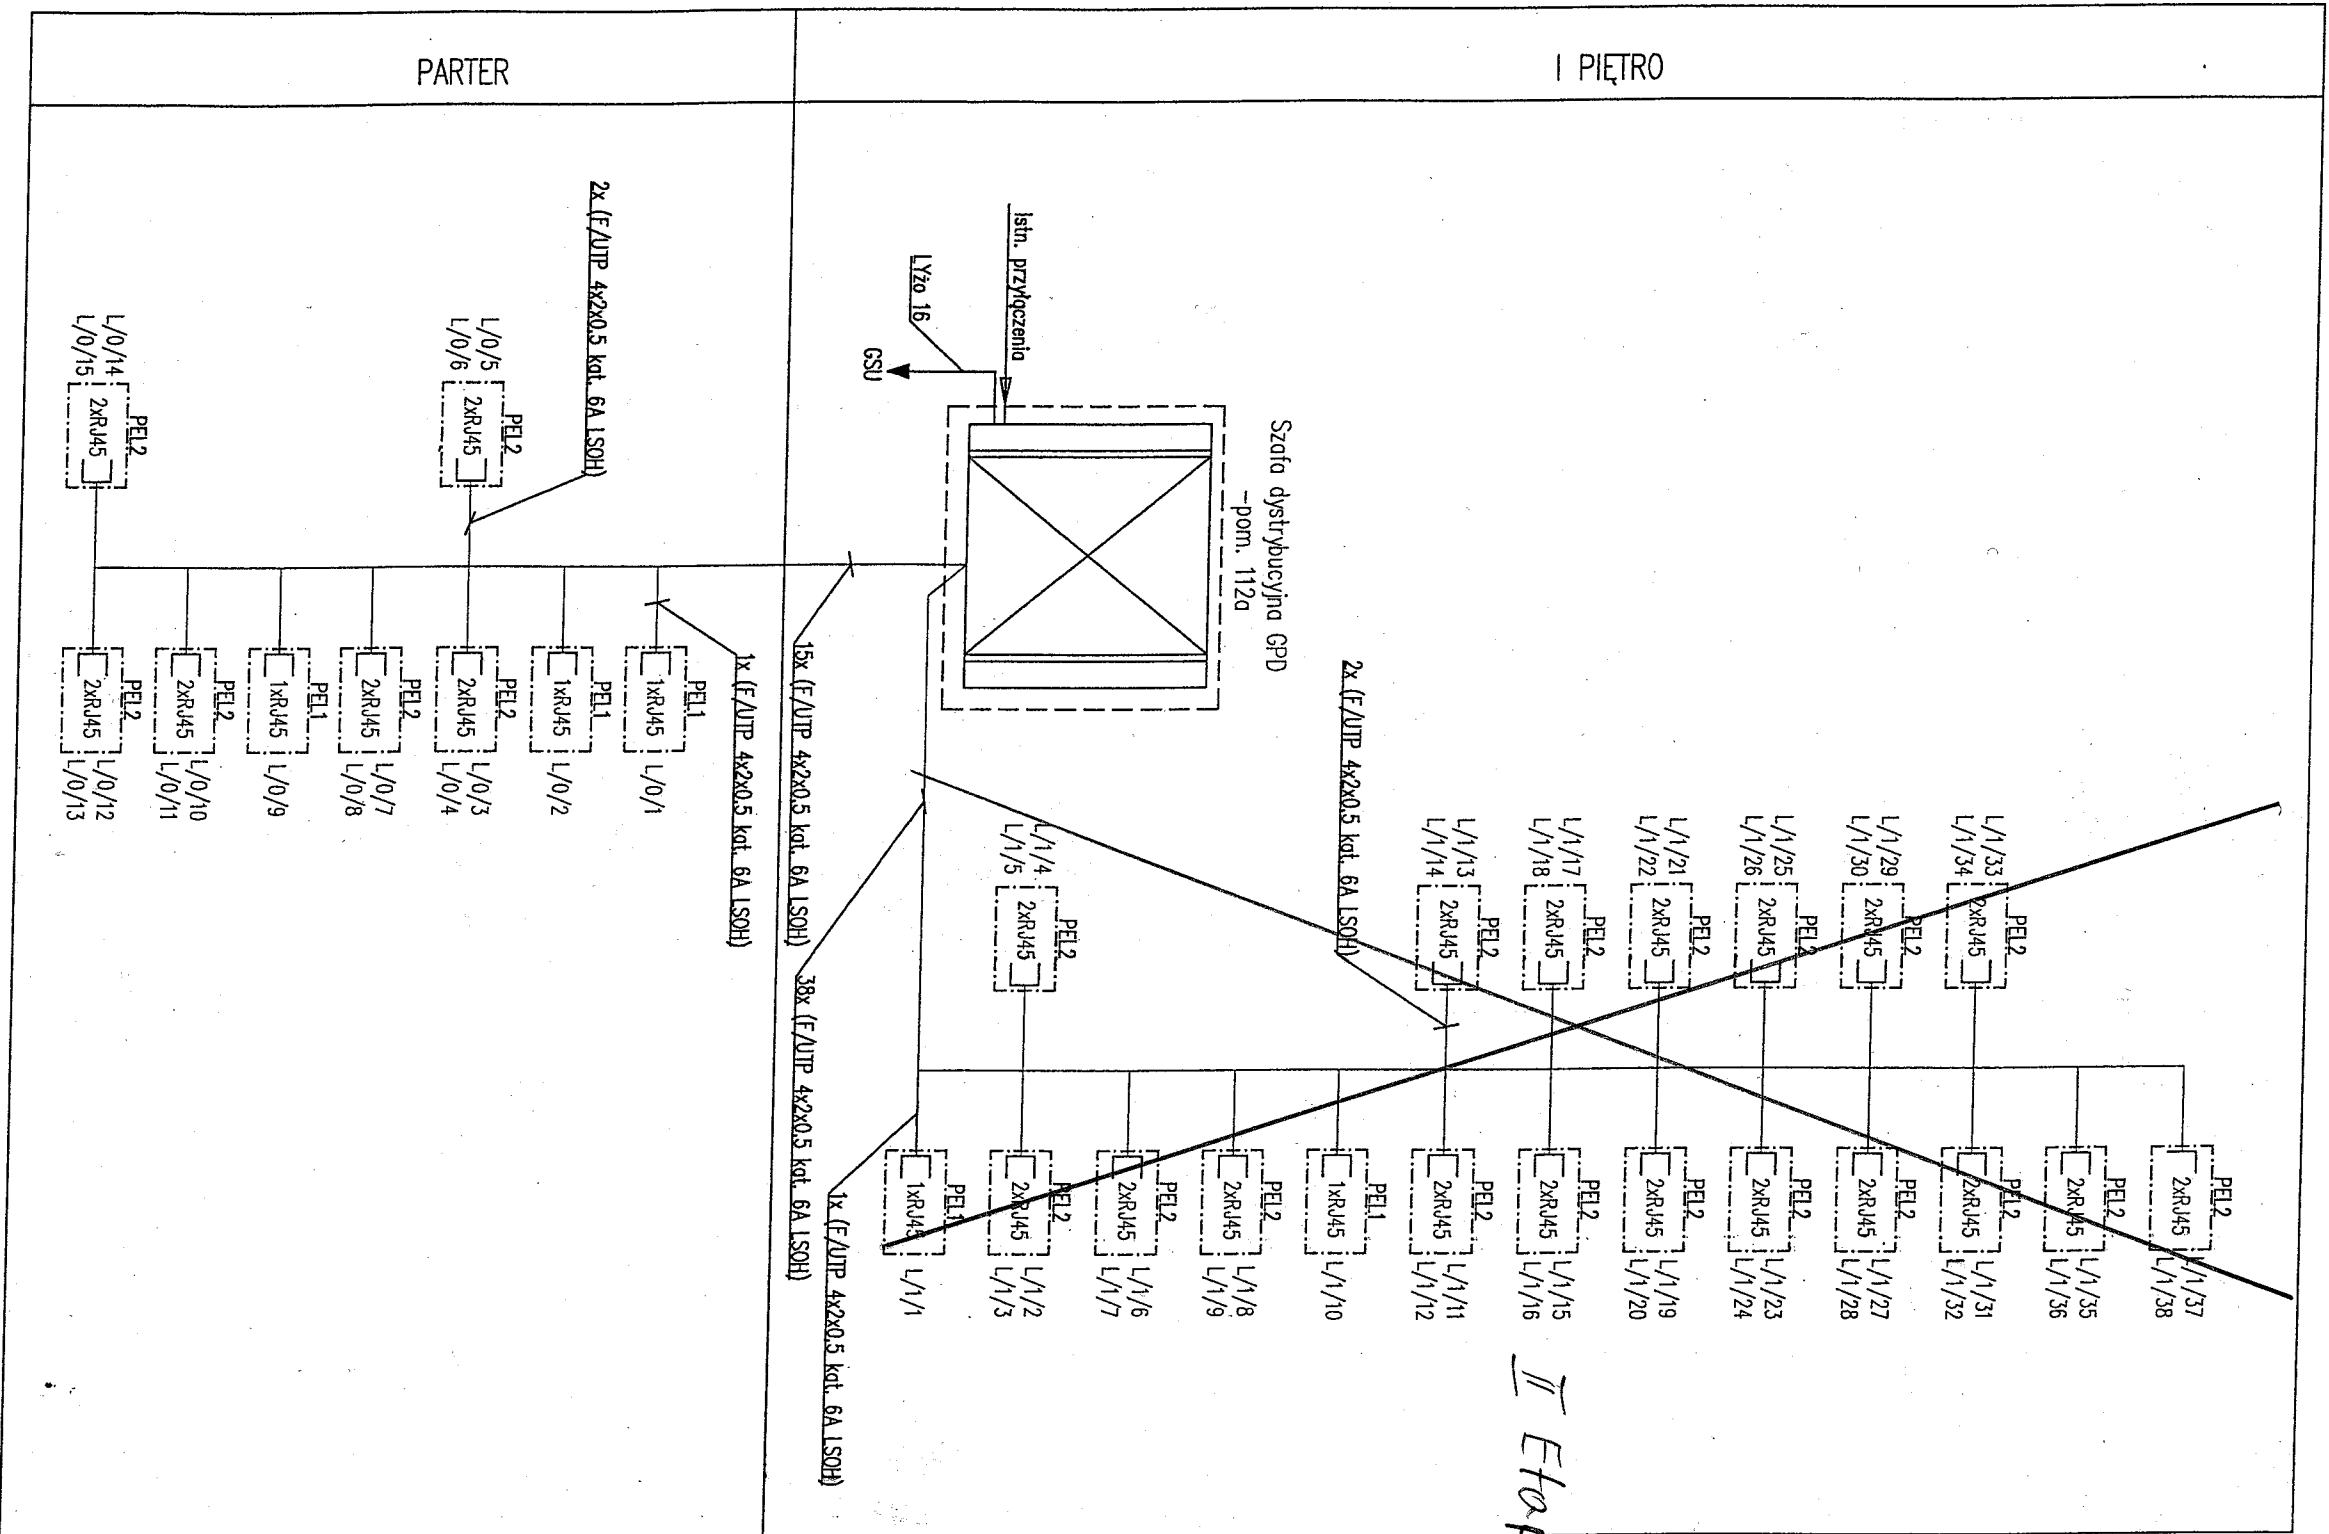 PARTER
I PIĘTRO
2x (F/UTP 4x2x0.5 kat. 6A LSOH)
Istn. przyłączenia
LYżo 16
GSU
Szafa dystrybucyjna GPD
-pom. 112a
L/0/14
L/0/15
2xRJ45
PEL2
L/0/5
L/0/6
2xRJ45
PEL2
PEL2
2xRJ45
L/0/12
L/0/13
PEL2
2xRJ45
L/0/10
L/0/11
PEL1
1xRJ45
L/0/9
PEL2
2xRJ45
L/0/7
L/0/8
PEL2
2xRJ45
L/0/3
L/0/4
PEL1
1xRJ45
L/0/2
PEL1
1xRJ45
L/0/1
1x (F/UTP 4x2x0.5 kat. 6A LSOH)
15x (F/UTP 4x2x0.5 kat. 6A LSOH)
38x (F/UTP 4x2x0.5 kat. 6A LSOH)
1x (F/UTP 4x2x0.5 kat. 6A LSOH)
2x (F/UTP 4x2x0.5 kat. 6A LSOH)
L/1/4
L/1/5
2xRJ45
PEL2
L/1/13
L/1/14
2xRJ45
PEL2
L/1/17
L/1/18
2xRJ45
PEL2
L/1/21
L/1/22
2xRJ45
PEL2
L/1/25
L/1/26
2xRJ45
PEL2
L/1/29
L/1/30
2xRJ45
PEL2
L/1/33
L/1/34
2xRJ45
PEL2
PEL1
1xRJ45
L/1/1
PEL2
2xRJ45
L/1/2
L/1/3
PEL2
2xRJ45
L/1/6
L/1/7
PEL2
2xRJ45
L/1/8
L/1/9
PEL1
1xRJ45
L/1/10
PEL2
2xRJ45
L/1/11
L/1/12
PEL2
2xRJ45
L/1/15
L/1/16
PEL2
2xRJ45
L/1/19
L/1/20
PEL2
2xRJ45
L/1/23
L/1/24
PEL2
2xRJ45
L/1/27
L/1/28
PEL2
2xRJ45
L/1/31
L/1/32
PEL2
2xRJ45
L/1/35
L/1/36
PEL2
2xRJ45
L/1/37
L/1/38
II Etap